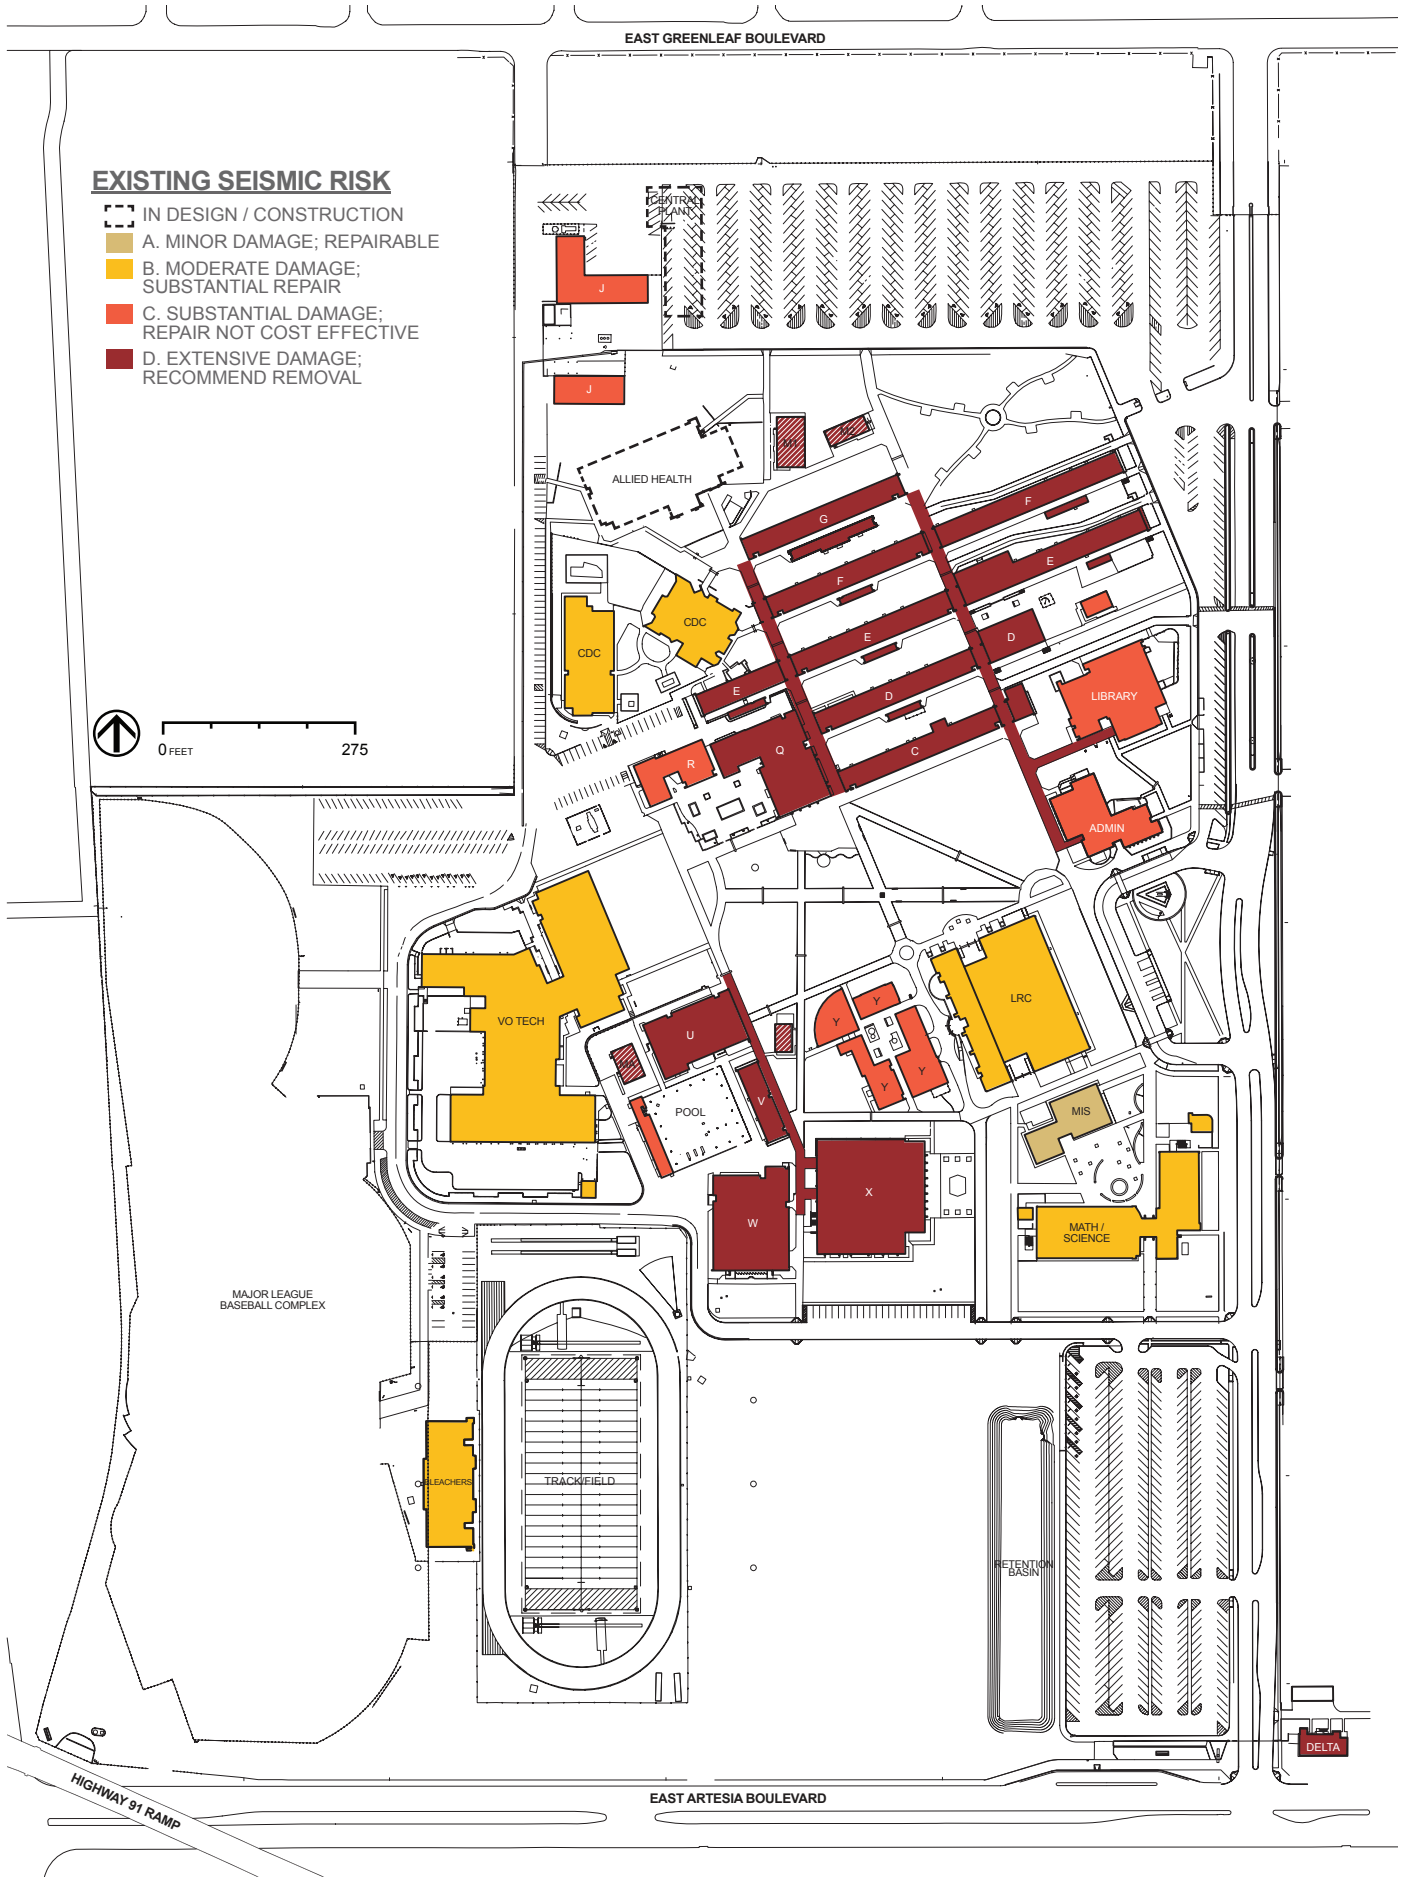 EAST GREENLEAF BOULEVARD
EXISTING SEISMIC RISK
IN DESIGN / CONSTRUCTION
A. MINOR DAMAGE; REPAIRABLE
B. MODERATE DAMAGE;
SUBSTANTIAL REPAIR
C. SUBSTANTIAL DAMAGE;
REPAIR NOT COST EFFECTIVE
D. EXTENSIVE DAMAGE;
RECOMMEND REMOVAL
CENTRAL
PLANT
J
J
M1
M2
ALLIED HEALTH
G
F
F
E
E
D
CDC
CDC
E
D
LIBRARY
Q
C
R
0 FEET
275
ADMIN
LRC
VO TECH
U
Y
Y
Y
Y
V
POOL
MIS
X
W
MATH /
SCIENCE
MAJOR LEAGUE
BASEBALL COMPLEX
BLEACHERS
TRACK/FIELD
RETENTION
BASIN
DELTA
HIGHWAY 91 RAMP
EAST ARTESIA BOULEVARD